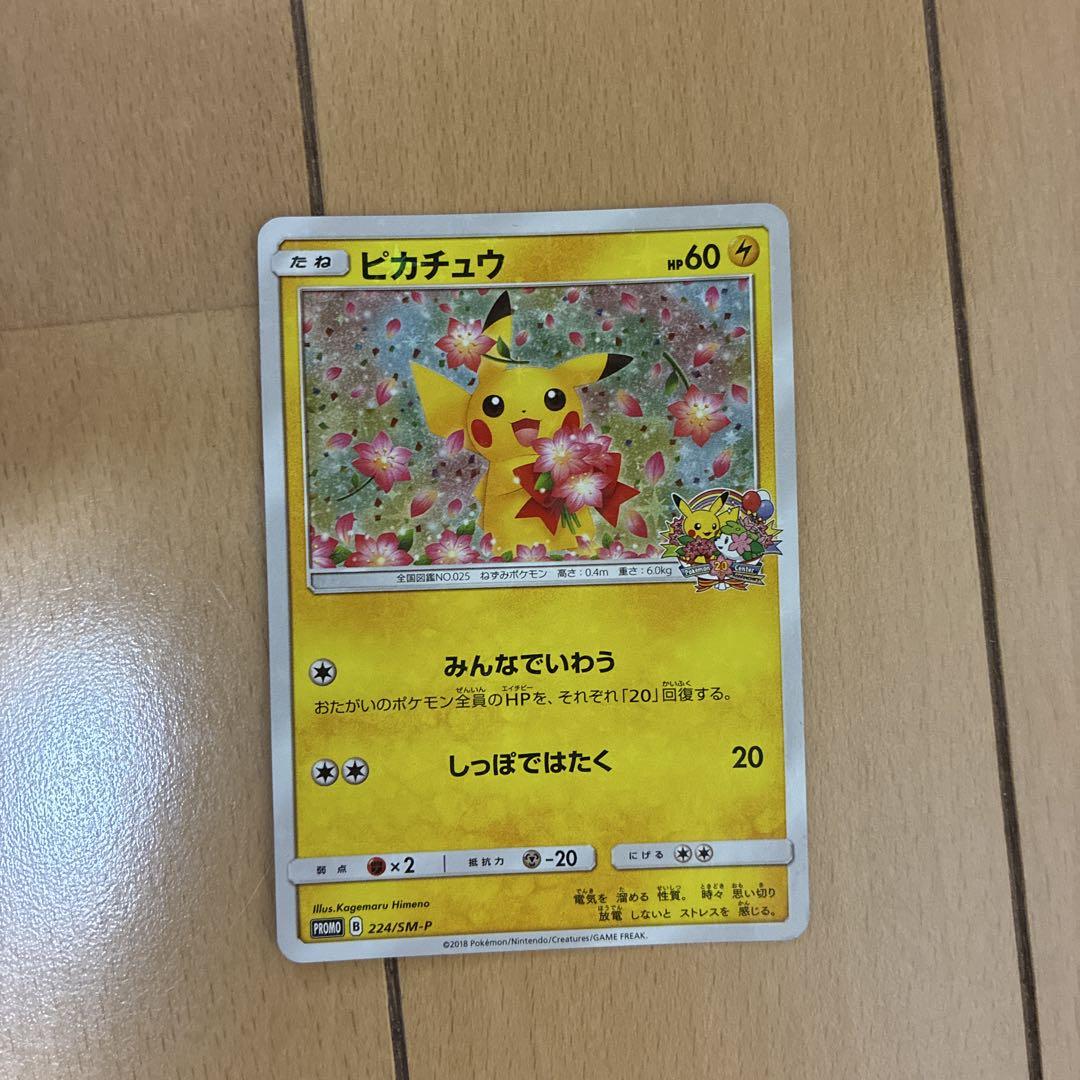 たね ピカチュウ HP60
Pokémon 20 Center
全国図鑑NO.025 ねずみポケモン 高さ:0.4m 重さ:6.0kg
みんなでいわう
おたがいのポケモン全員のHPを、それぞれ「20」回復する。
しっぽではたく 20
弱点 ×2 抵抗力 -20 にげる
電気を 溜める 性質。 時々 思い切り
放電 しないと ストレスを 感じる。
Illus.Kagemaru Himeno
PROMO B 224/SM-P
©2018 Pokémon/Nintendo/Creatures/GAME FREAK.